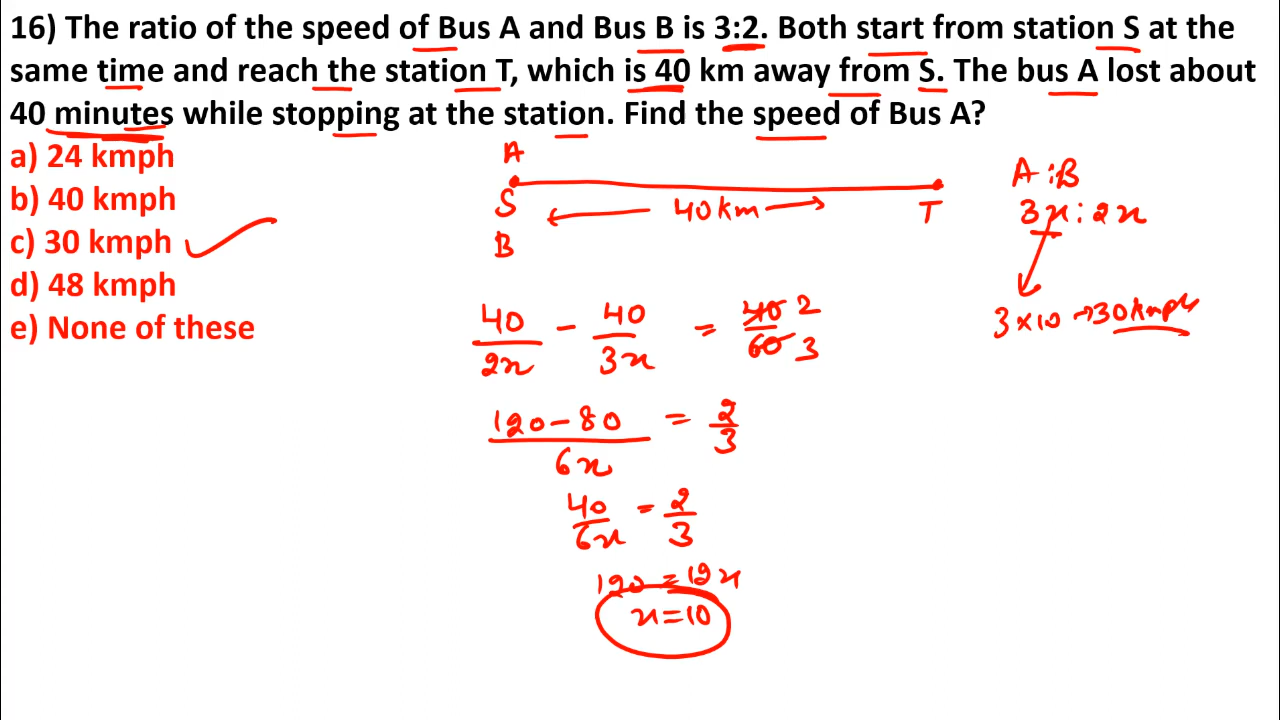 16) The ratio of the speed of Bus A and Bus B is 3:2. Both start from station S at the
same time and reach the station T, which is 40 km away from S. The bus A lost about
40 minutes while stopping at the station. Find the speed of Bus A?
a) 24 kmph
b) 40 kmph
c) 30 kmph
d) 48 kmph
e) None of these
A
S
B
40 km
T
A : B
3x : 2x
3 × 10 → 30 kmph
40/2x − 40/3x = 40/60 2/3
120 − 80/6x = 2/3
40/6x = 2/3
120 = 12x
x = 10